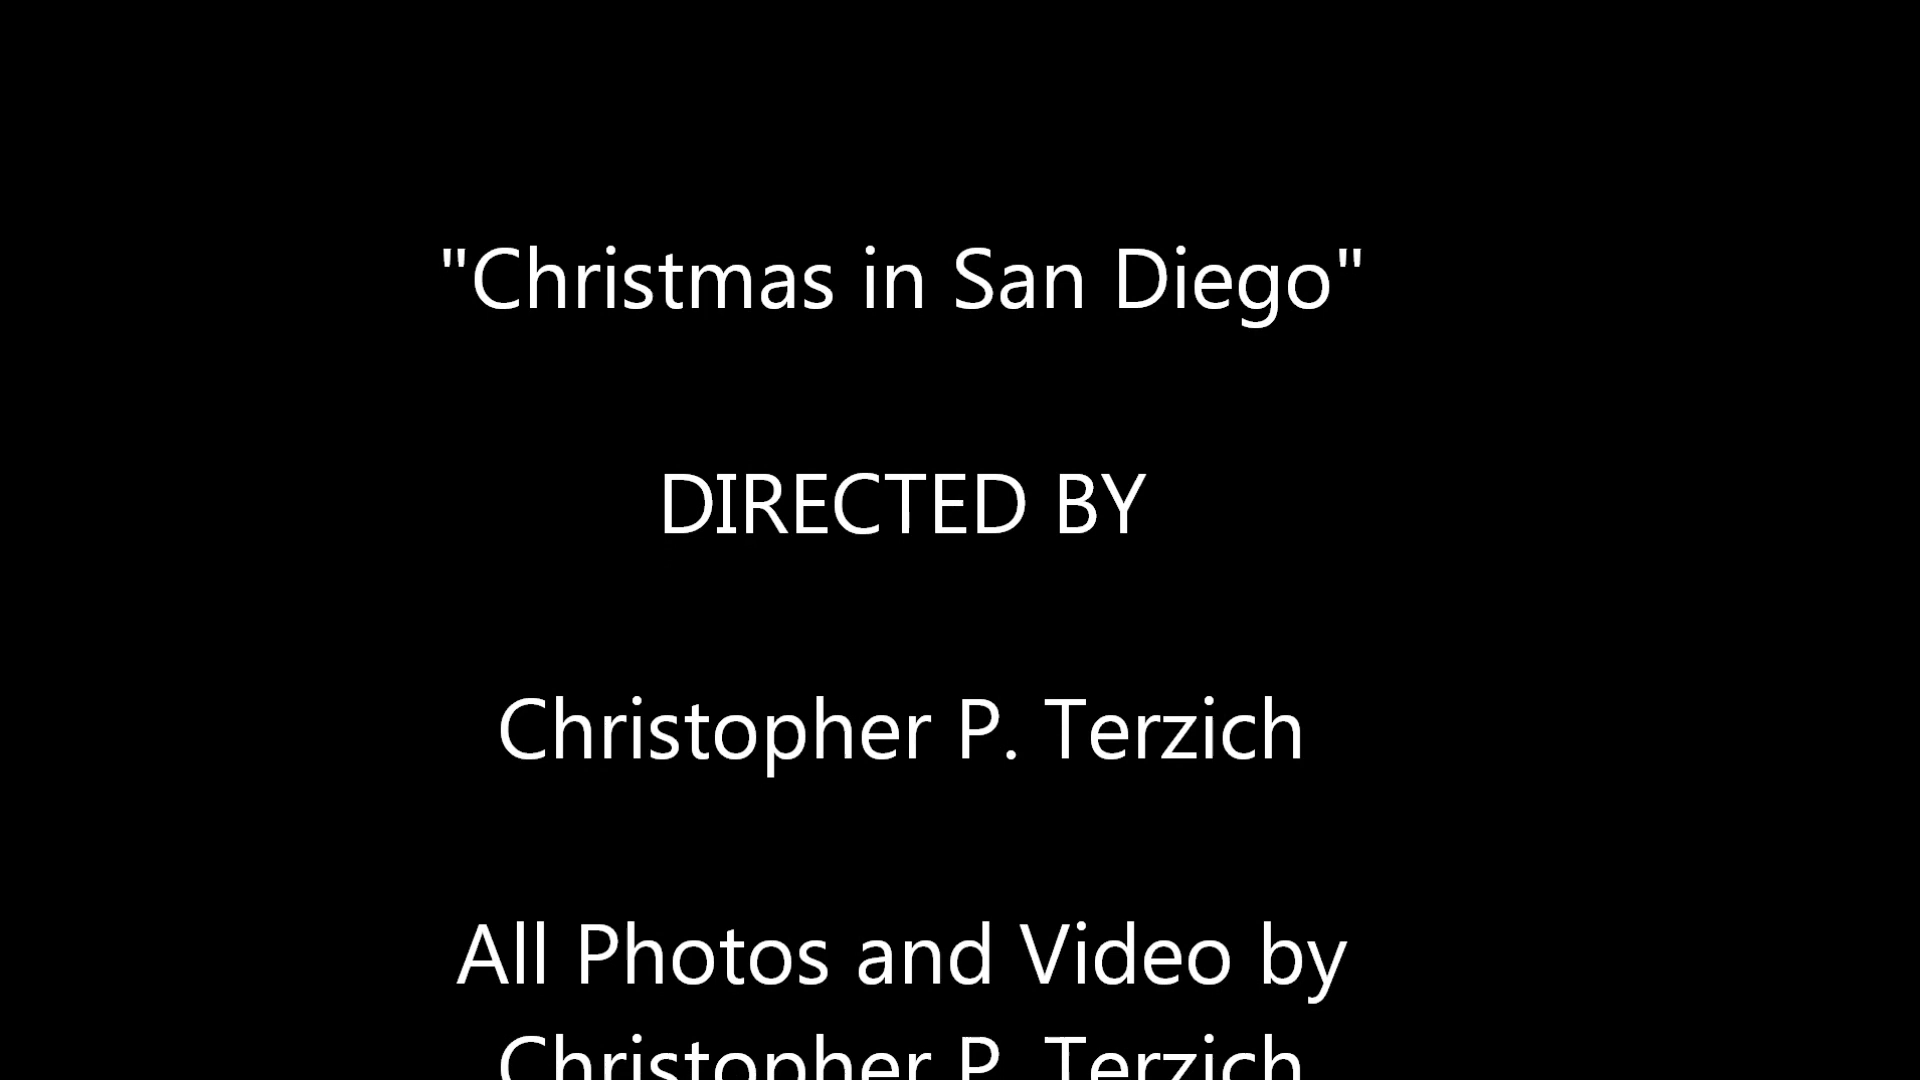 "Christmas in San Diego"
DIRECTED BY
Christopher P. Terzich
All Photos and Video by
Christopher P. Terzich